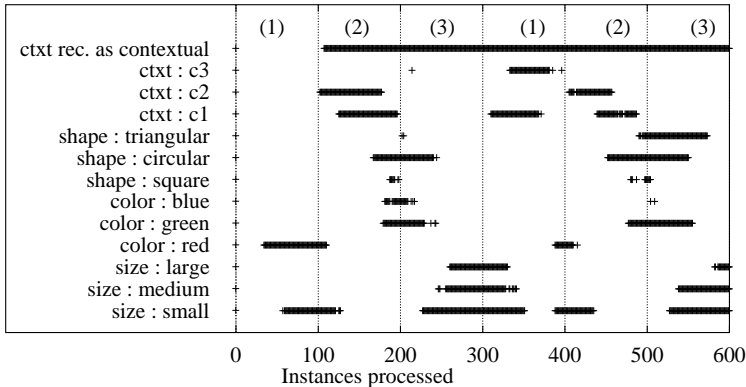 (1) (2) (3) (1) (2) (3)
ctxt rec. as contextual
ctxt : c3
ctxt : c2
ctxt : c1
shape : triangular
shape : circular
shape : square
color : blue
color : green
color : red
size : large
size : medium
size : small
0 100 200 300 400 500 600
Instances processed